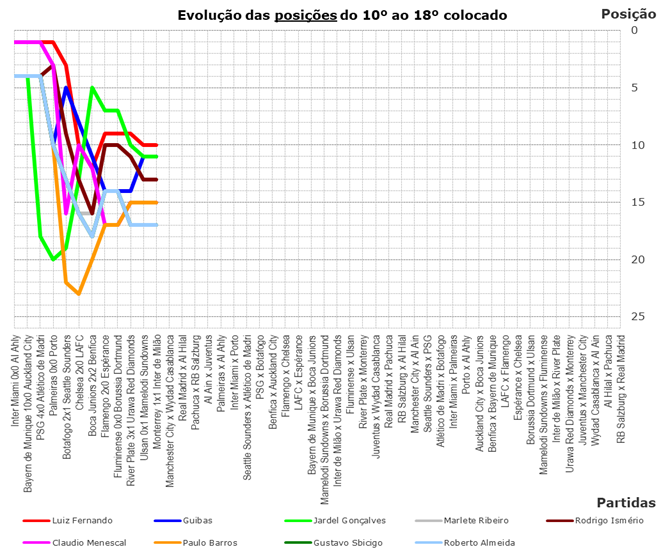 Evolução das posições do 10º ao 18º colocado
Posição
0
5
10
15
20
25
Inter Miami 0x0 Al Ahly
Bayern de Munique 10x0 Auckland City
PSG 4x0 Atlético de Madri
Palmeiras 0x0 Porto
Botafogo 2x1 Seattle Sounders
Chelsea 2x0 LAFC
Boca Juniors 2x2 Benfica
Flamengo 2x0 Espérance
Fluminense 0x0 Borussia Dortmund
River Plate 3x1 Urawa Red Diamonds
Ulsan 0x1 Mamelodi Sundowns
Monterrey 1x1 Inter de Milão
Manchester City x Wydad Casablanca
Real Madrid x Al Hilal
Pachuca x RB Salzburg
Al Ain x Juventus
Palmeiras x Al Ahly
Inter Miami x Porto
Seattle Sounders x Atlético de Madri
PSG x Botafogo
Benfica x Auckland City
Flamengo x Chelsea
LAFC x Espérance
Bayern de Munique x Boca Juniors
Mamelodi Sundowns x Borussia Dortmund
Inter de Milão x Urawa Red Diamonds
Fluminense x Ulsan
River Plate x Monterrey
Juventus x Wydad Casablanca
Real Madrid x Pachuca
RB Salzburg x Al Hilal
Manchester City x Al Ain
Seattle Sounders x PSG
Atlético de Madri x Botafogo
Inter Miami x Palmeiras
Porto x Al Ahly
Auckland City x Boca Juniors
Benfica x Bayern de Munique
LAFC x Flamengo
Espérance x Chelsea
Borussia Dortmund x Ulsan
Mamelodi Sundowns x Fluminense
Inter de Milão x River Plate
Urawa Red Diamonds x Monterrey
Juventus x Manchester City
Wydad Casablanca x Al Ain
Al Hilal x Pachuca
RB Salzburg x Real Madrid
Partidas
Luiz Fernando Guibas Jardel Gonçalves Marlete Ribeiro Rodrigo Ismério
Claudio Menescal Paulo Barros Gustavo Sbicigo Roberto Almeida